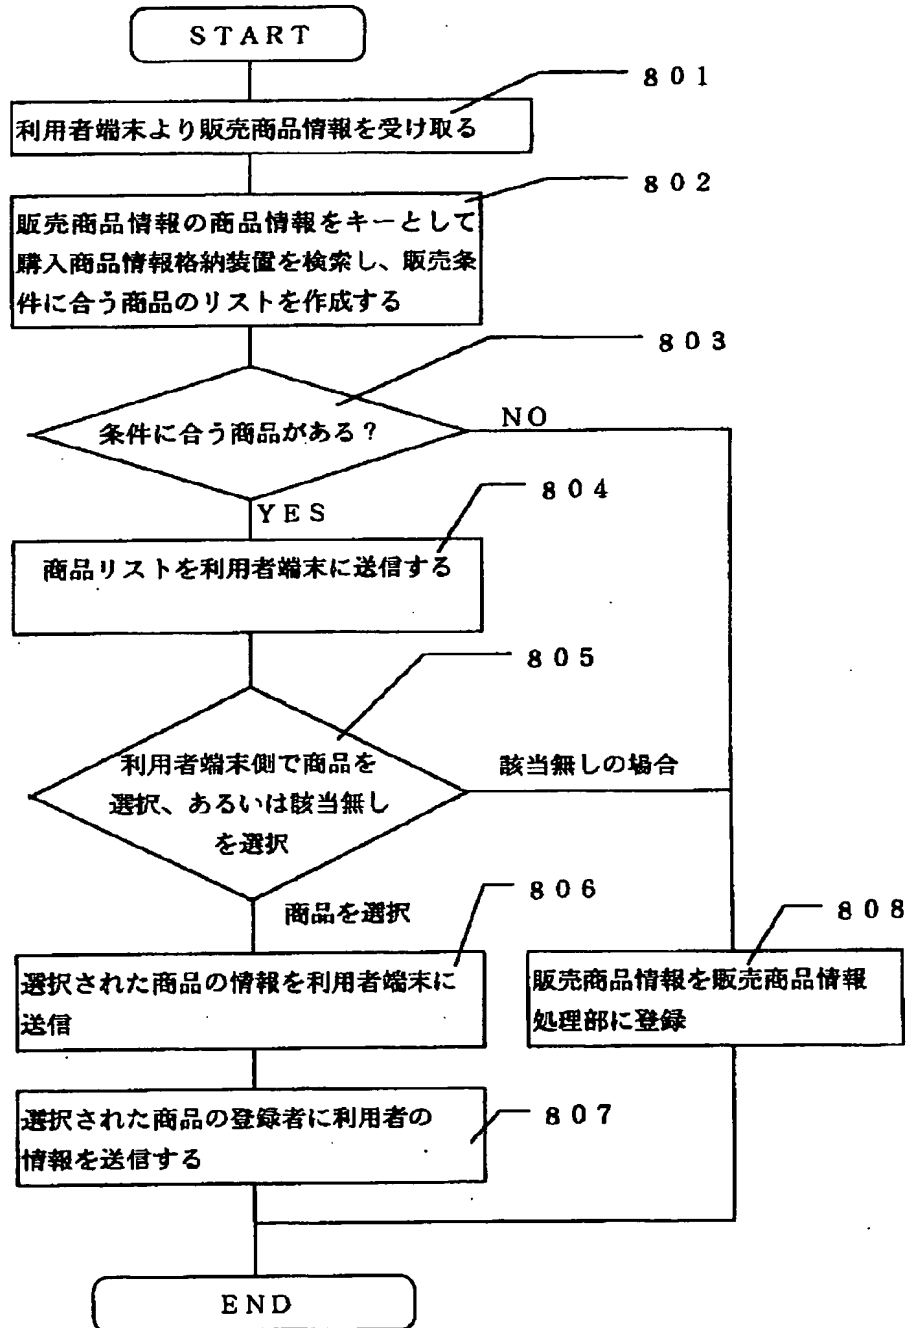 START
801
利用者端末より販売商品情報を受け取る
802
販売商品情報の商品情報をキーとして
購入商品情報格納装置を検索し、販売条
件に合う商品のリストを作成する
803
条件に合う商品がある？
NO
804
YES
商品リストを利用者端末に送信する
805
利用者端末側で商品を
選択、あるいは該当無し
を選択
該当無しの場合
商品を選択
806
808
選択された商品の情報を利用者端末に
送信
販売商品情報を販売商品情報
処理部に登録
807
選択された商品の登録者に利用者の
情報を送信する
END